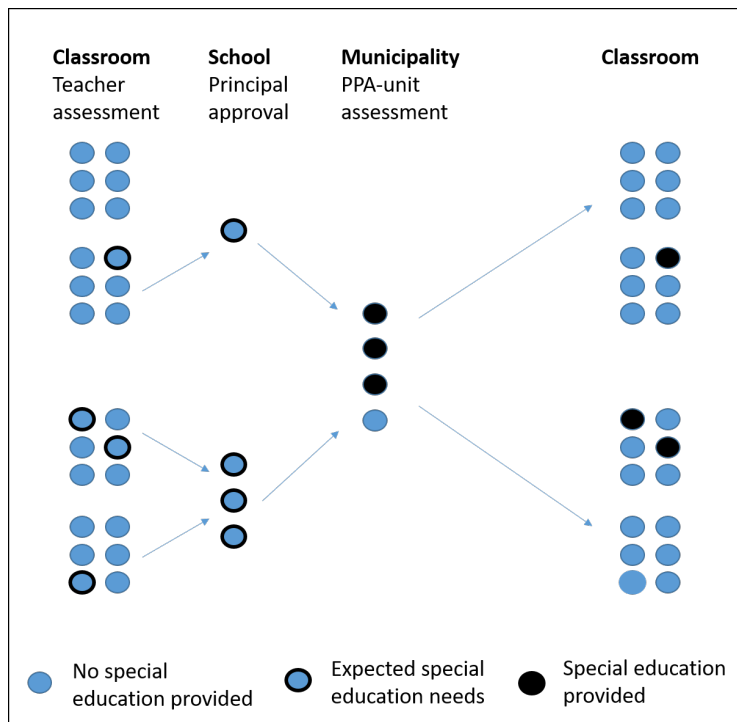 Classroom
Teacher
assessment
School
Principal
approval
Municipality
PPA-unit
assessment
Classroom
No special
education provided
Expected special
education needs
Special education
provided